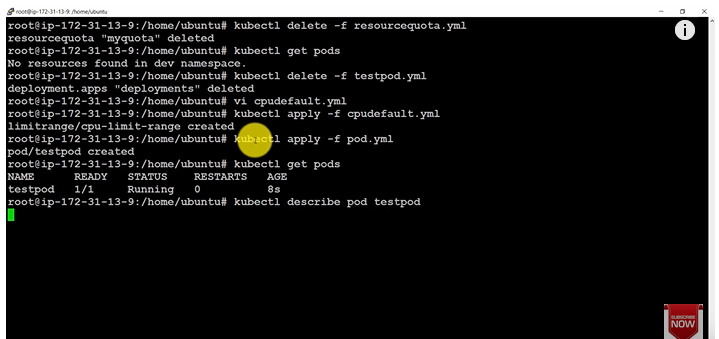 root@ip-172-31-13-9: /home/ubuntu
root@ip-172-31-13-9:/home/ubuntu# kubectl delete -f resourcequota.yml
resourcequota "myquota" deleted
root@ip-172-31-13-9:/home/ubuntu# kubectl get pods
No resources found in dev namespace.
root@ip-172-31-13-9:/home/ubuntu# kubectl delete -f testpod.yml
deployment.apps "deployments" deleted
root@ip-172-31-13-9:/home/ubuntu# vi cpudefault.yml
root@ip-172-31-13-9:/home/ubuntu# kubectl apply -f cpudefault.yml
limitrange/cpu-limit-range created
root@ip-172-31-13-9:/home/ubuntu# kubectl apply -f pod.yml
pod/testpod created
root@ip-172-31-13-9:/home/ubuntu# kubectl get pods
NAME READY STATUS RESTARTS AGE
testpod 1/1 Running 0 8s
root@ip-172-31-13-9:/home/ubuntu# kubectl describe pod testpod
SUBSCRIBE
NOW